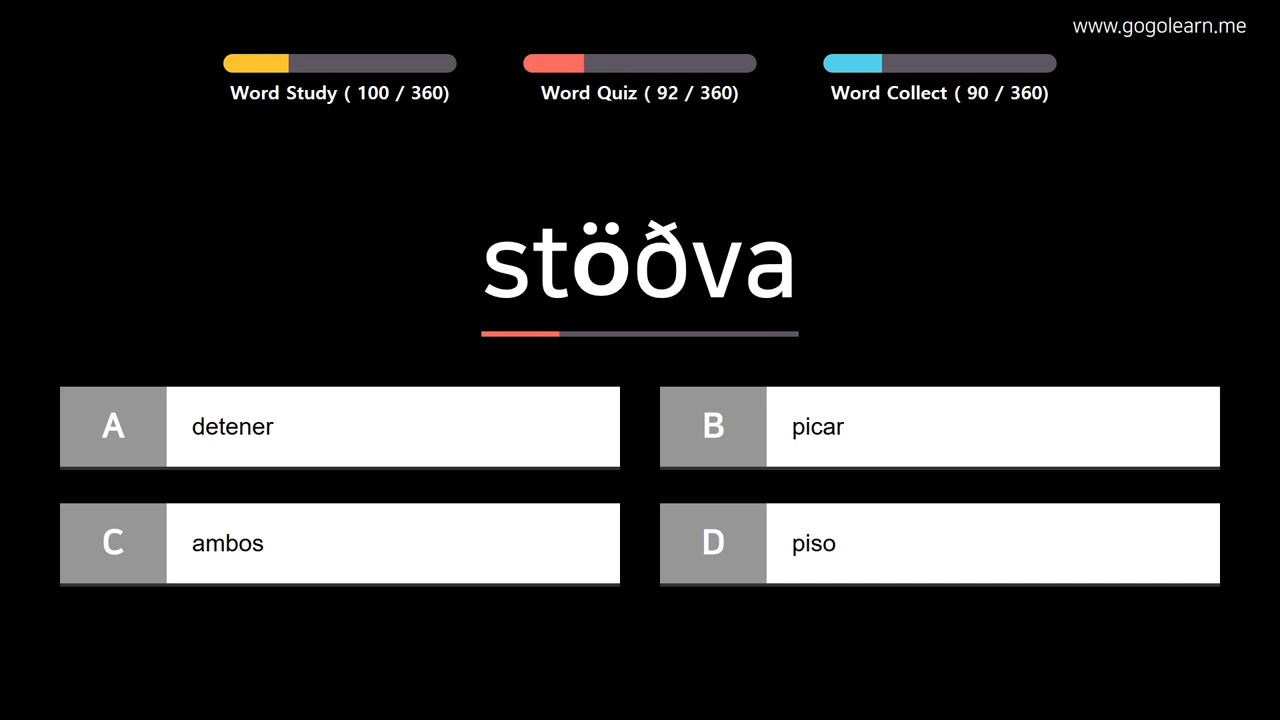 www.gogolearn.me
Word Study ( 100 / 360)
Word Quiz ( 92 / 360)
Word Collect ( 90 / 360)
stöðva
A detener
B picar
C ambos
D piso